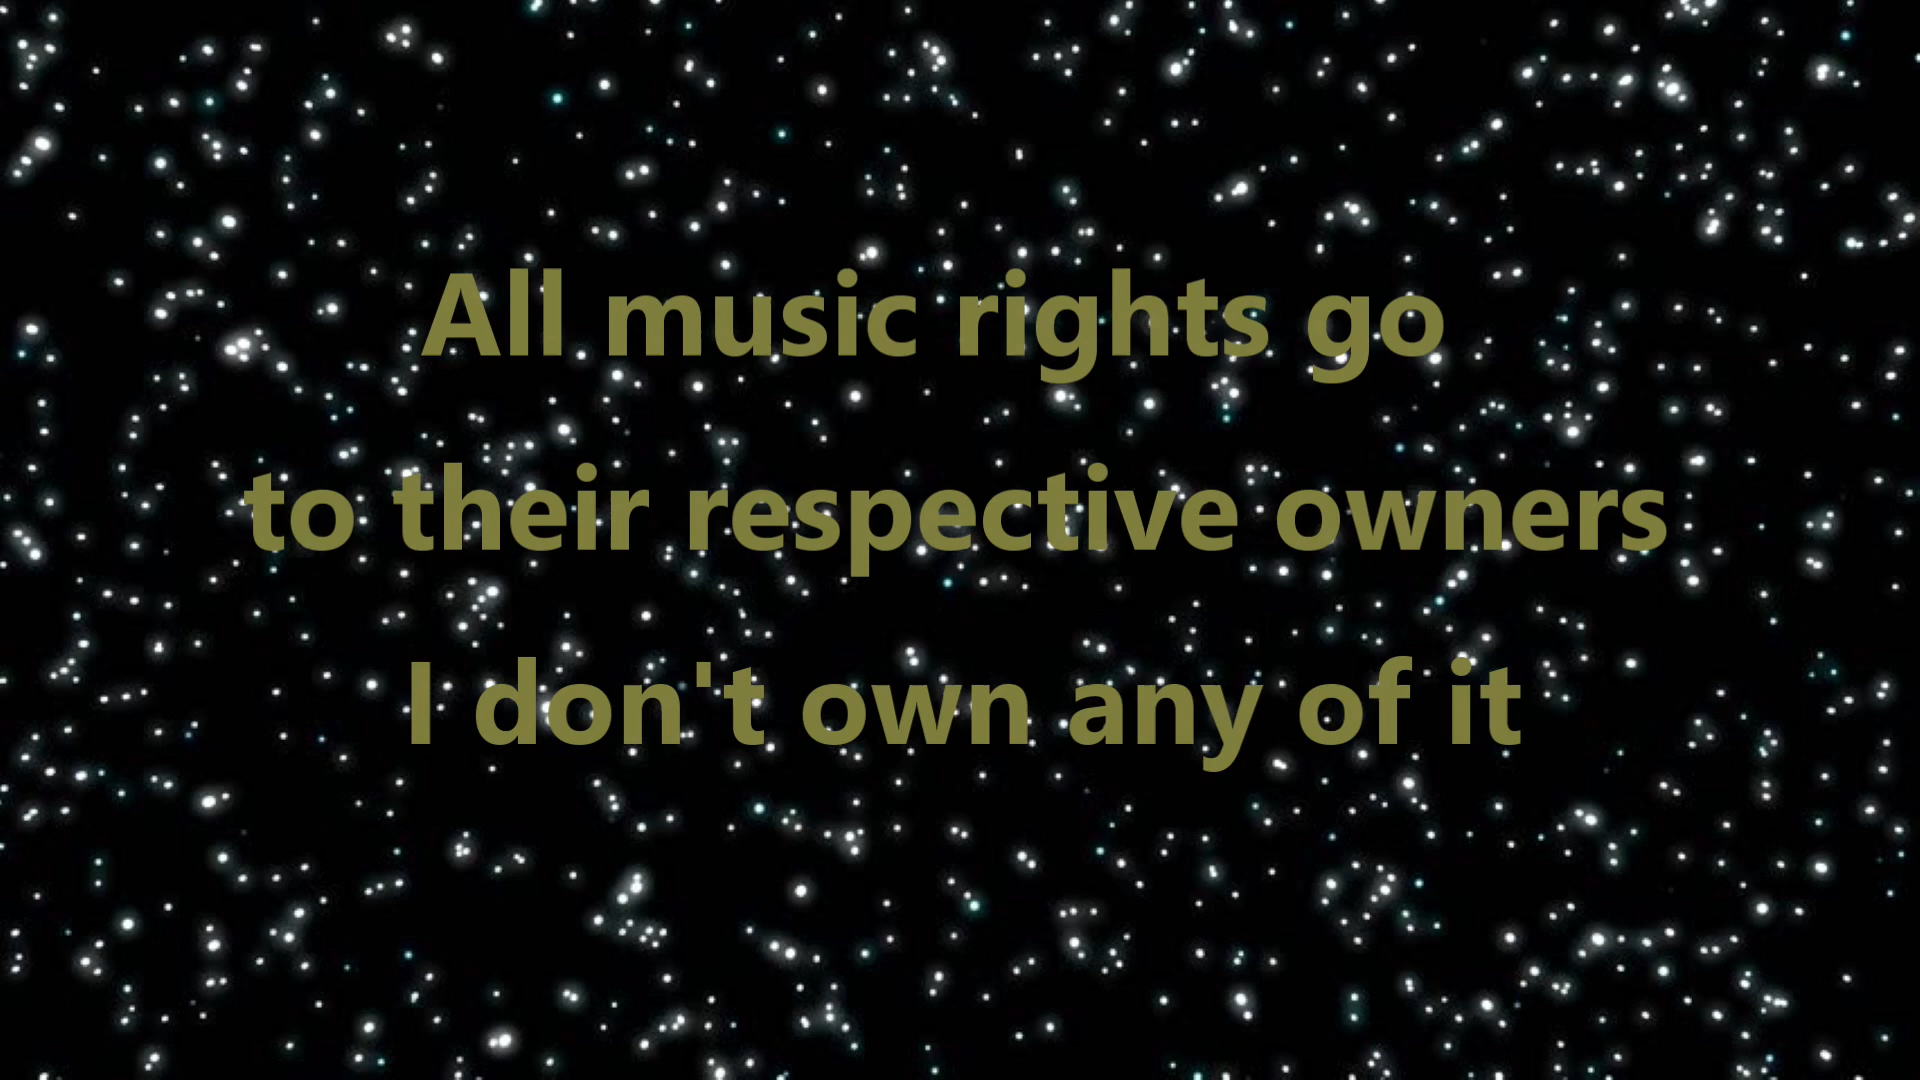 All music rights go
to their respective owners
I don't own any of it